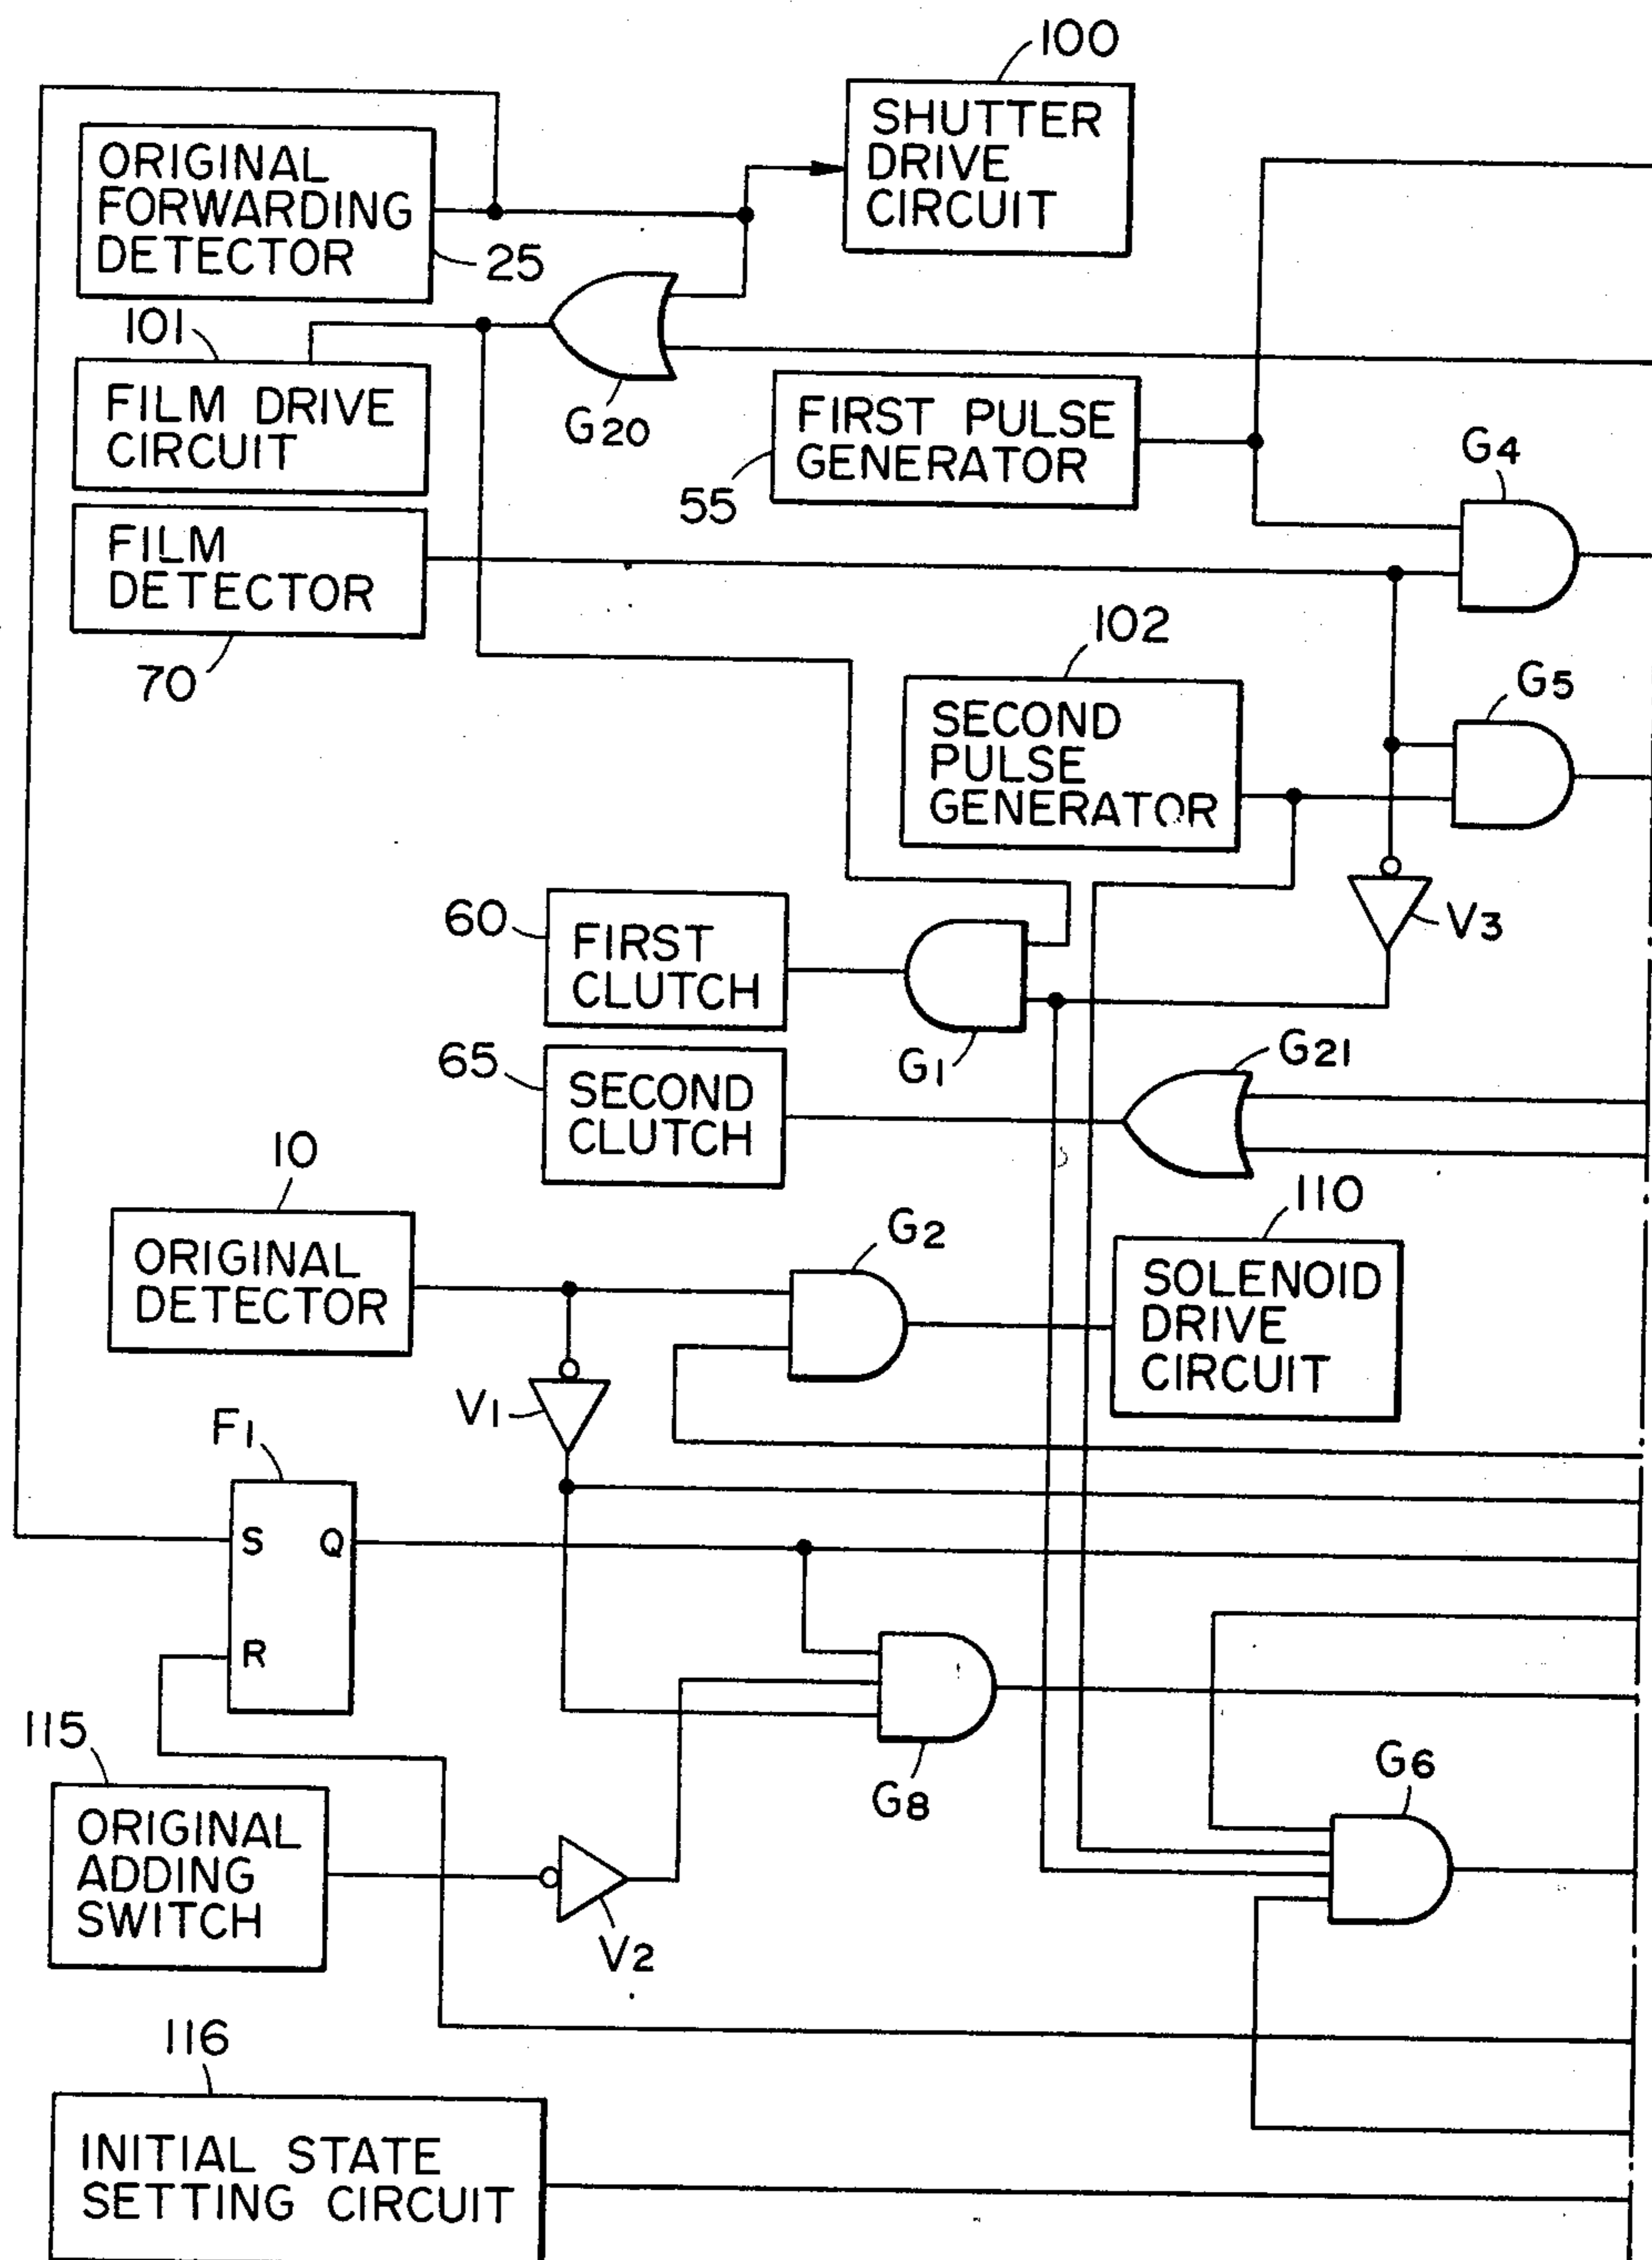 100
SHUTTER
DRIVE
CIRCUIT
ORIGINAL
FORWARDING
DETECTOR
25
101
FILM DRIVE
CIRCUIT
G20
FIRST PULSE
GENERATOR
55
G4
FILM
DETECTOR
70
102
SECOND
PULSE
GENERATOR
G5
V3
60
FIRST
CLUTCH
G1
65
SECOND
CLUTCH
G21
10
ORIGINAL
DETECTOR
G2
110
SOLENOID
DRIVE
CIRCUIT
V1
F1
S Q
R
G8
G6
115
ORIGINAL
ADDING
SWITCH
V2
116
INITIAL STATE
SETTING CIRCUIT